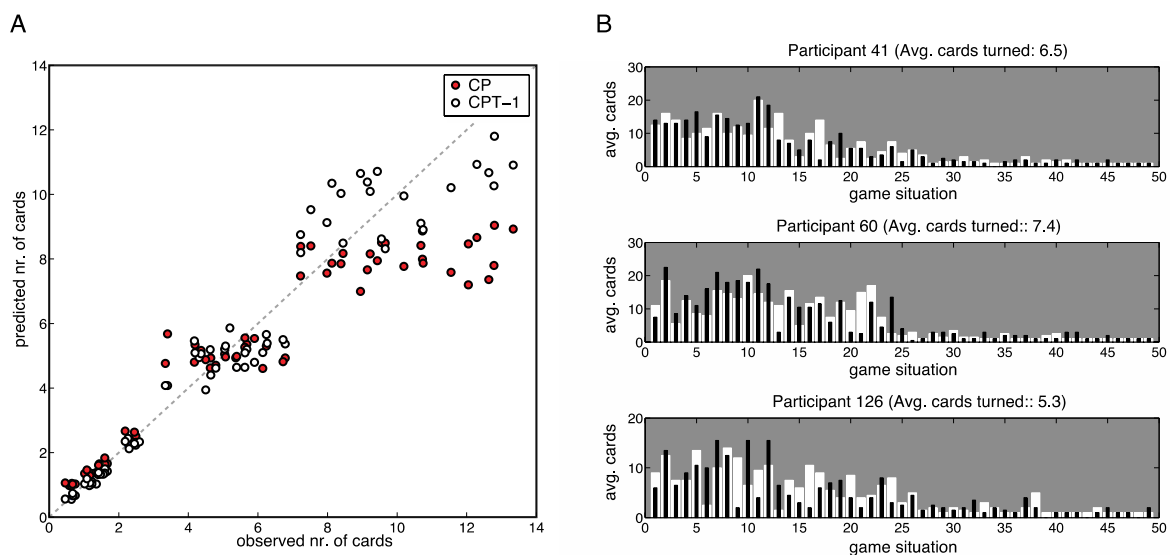 A
14
12
10
8
6
4
2
0
predicted nr. of cards
CP
CPT-1
0 2 4 6 8 10 12 14
observed nr. of cards
B
Participant 41 (Avg. cards turned: 6.5)
30
20
10
0
avg. cards
0 5 10 15 20 25 30 35 40 45 50
game situation
Participant 60 (Avg. cards turned:: 7.4)
30
20
10
0
avg. cards
0 5 10 15 20 25 30 35 40 45 50
game situation
Participant 126 (Avg. cards turned:: 5.3)
20
10
0
avg. cards
0 5 10 15 20 25 30 35 40 45 50
game situation